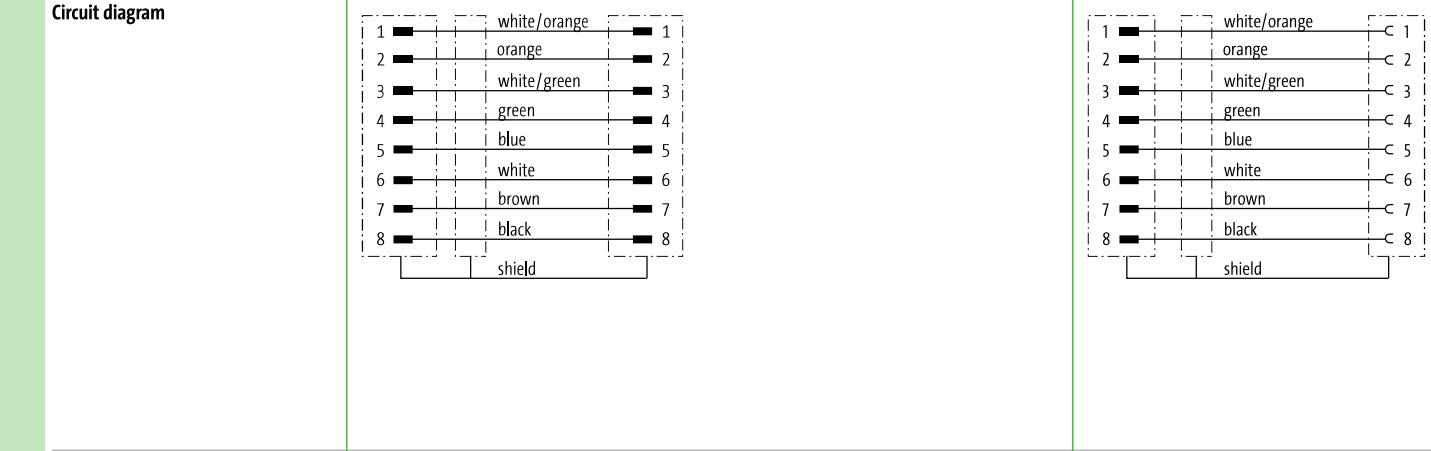 Circuit diagram
white/orange
1 1
orange
2 2
white/green
3 3
green
4 4
blue
5 5
white
6 6
brown
7 7
black
8 8
shield
white/orange
1 1
orange
2 2
white/green
3 3
green
4 4
blue
5 5
white
6 6
brown
7 7
black
8 8
shield